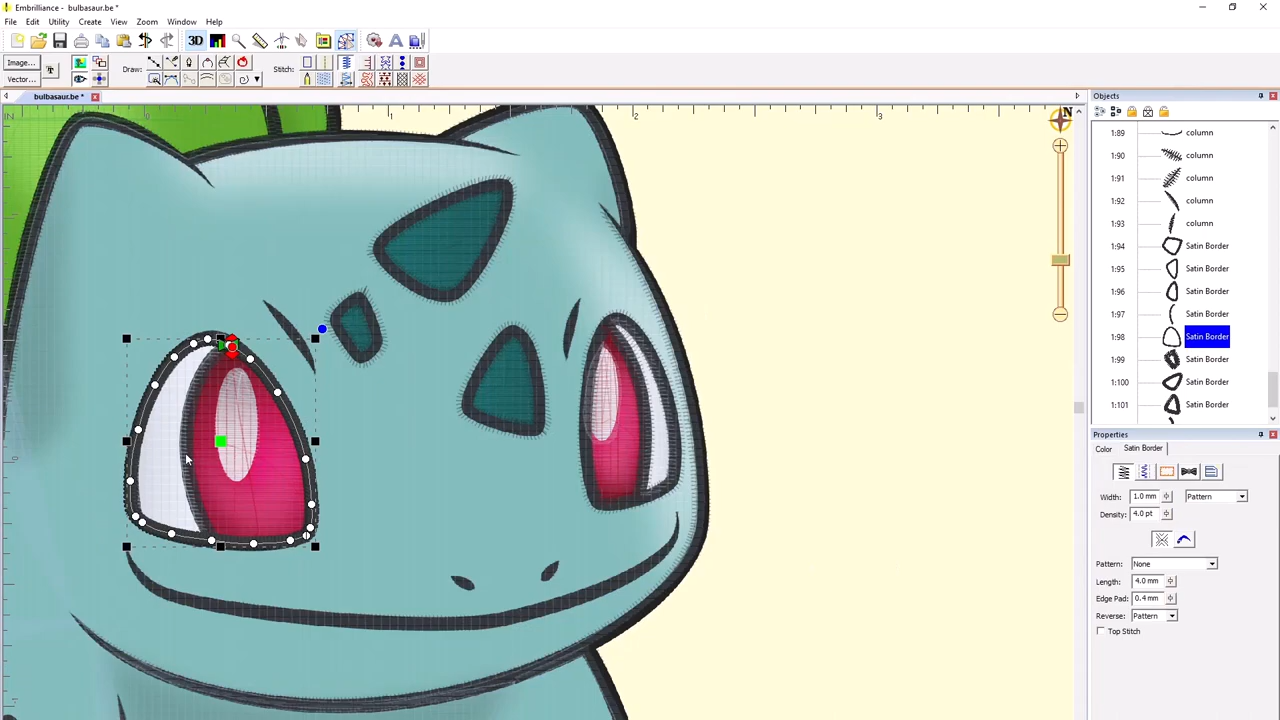 Embrilliance - bulbasaur.be *
File Edit Utility Create View Zoom Window Help
3D
Image...
Draw:
Stitch:
Vector...
T
bulbasaur.be *
IN
0
1
2
3
N
Objects
1:89 column
1:90 column
1:91 column
1:92 column
1:93 column
1:94 Satin Border
1:95 Satin Border
1:96 Satin Border
1:97 Satin Border
1:98 Satin Border
1:99 Satin Border
1:100 Satin Border
1:101 Satin Border
Properties
Color Satin Border
Width: 1.0 mm Pattern
Density: 4.0 pt
Pattern: None
Length: 4.0 mm
Edge Pad: 0.4 mm
Reverse: Pattern
Top Stitch